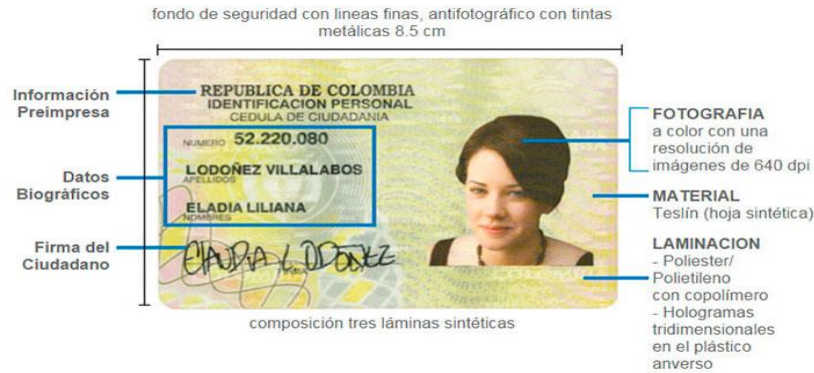 fondo de seguridad con lineas finas, antifotográfico con tintas
metálicas 8.5 cm
Información
Preimpresa
REPUBLICA DE COLOMBIA
IDENTIFICACION PERSONAL
CEDULA DE CIUDADANIA
NUMERO 52.220.080
LODOÑEZ VILLALABOS
APELLIDOS
ELADIA LILIANA
NOMBRES
Datos
Biográficos
Firma del
Ciudadano
FOTOGRAFIA
a color con una
resolución de
imágenes de 640 dpi
MATERIAL
Teslín (hoja sintética)
LAMINACION
- Poliester/
Polietileno
con copolímero
- Hologramas
tridimensionales
en el plástico
anverso
composición tres láminas sintéticas